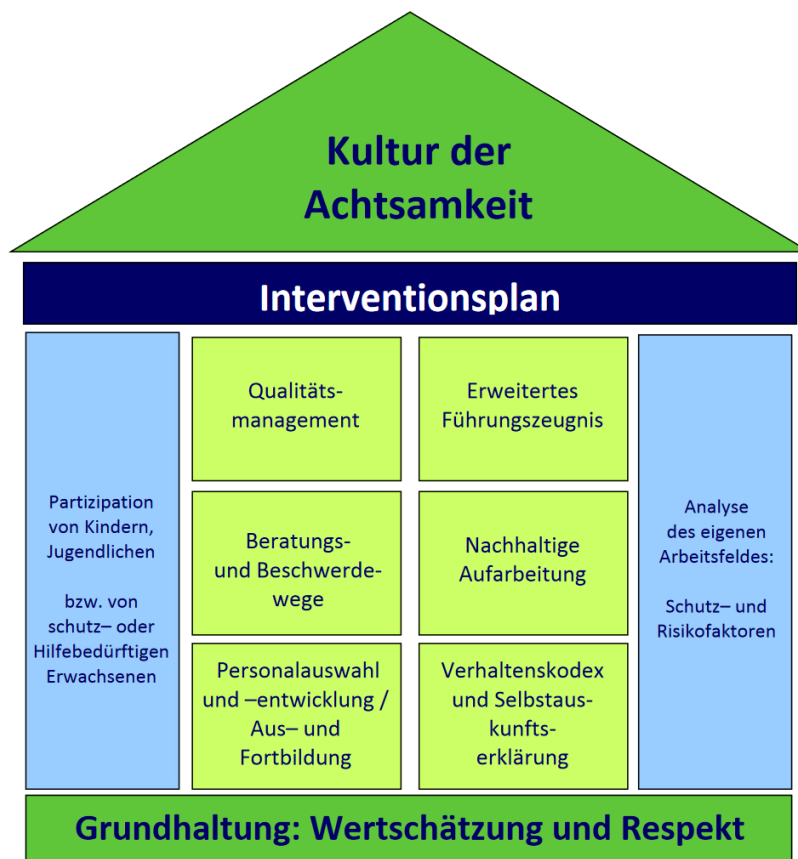 Kultur der
Achtsamkeit
Interventionsplan
Partizipation
von Kindern,
Jugendlichen
bzw. von
schutz– oder
Hilfebedürftigen
Erwachsenen
Qualitäts-
management
Erweitertes
Führungszeugnis
Beratungs-
und Beschwerde-
wege
Nachhaltige
Aufarbeitung
Personalauswahl
und –entwicklung /
Aus– und
Fortbildung
Verhaltenskodex
und Selbstaus-
kunfts-
erklärung
Analyse
des eigenen
Arbeitsfeldes:
Schutz– und
Risikofaktoren
Grundhaltung: Wertschätzung und Respekt